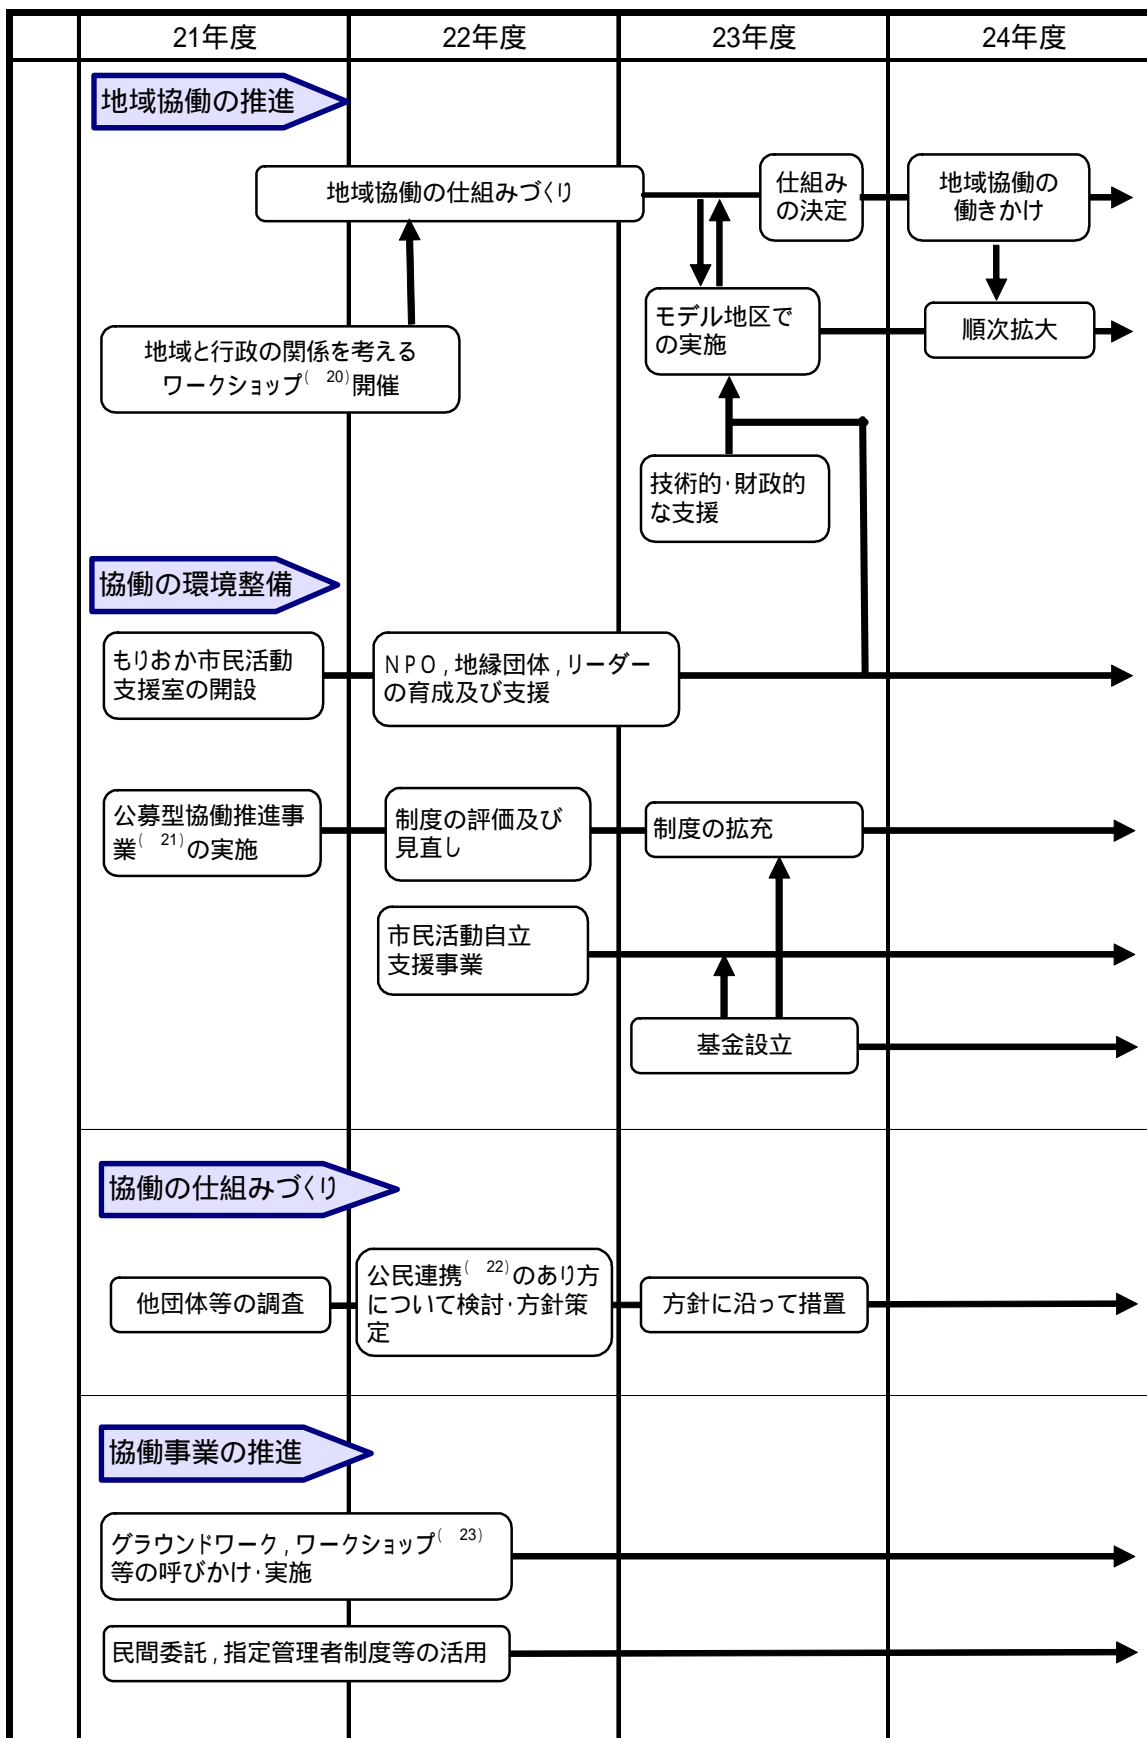 21年度
22年度
23年度
24年度
地域協働の推進
地域協働の仕組みづくり
仕組み
の決定
地域協働の
働きかけ
モデル地区で
の実施
順次拡大
地域と行政の関係を考える
ワークショップ( 20)開催
技術的・財政的
な支援
協働の環境整備
もりおか市民活動
支援室の開設
NPO,地縁団体,リーダー
の育成及び支援
公募型協働推進事
業( 21)の実施
制度の評価及び
見直し
制度の拡充
市民活動自立
支援事業
基金設立
協働の仕組みづくり
他団体等の調査
公民連携( 22)のあり方
について検討・方針策
定
方針に沿って措置
協働事業の推進
グラウンドワーク,ワークショップ( 23)
等の呼びかけ・実施
民間委託,指定管理者制度等の活用